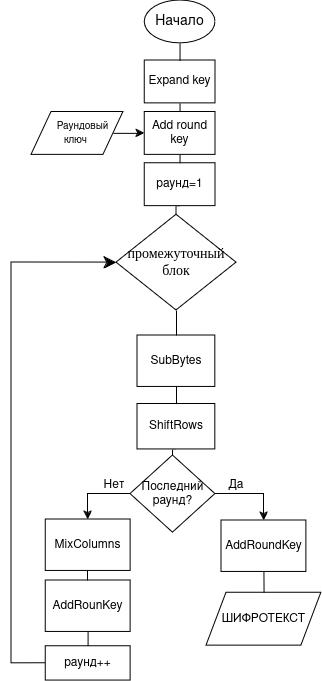 Начало
Expand key
Раундовый
ключ
Add round
key
раунд=1
промежуточный
блок
SubBytes
ShiftRows
Последний
раунд?
Нет
Да
MixColumns
AddRoundKey
AddRounKey
ШИФРОТЕКСТ
раунд++